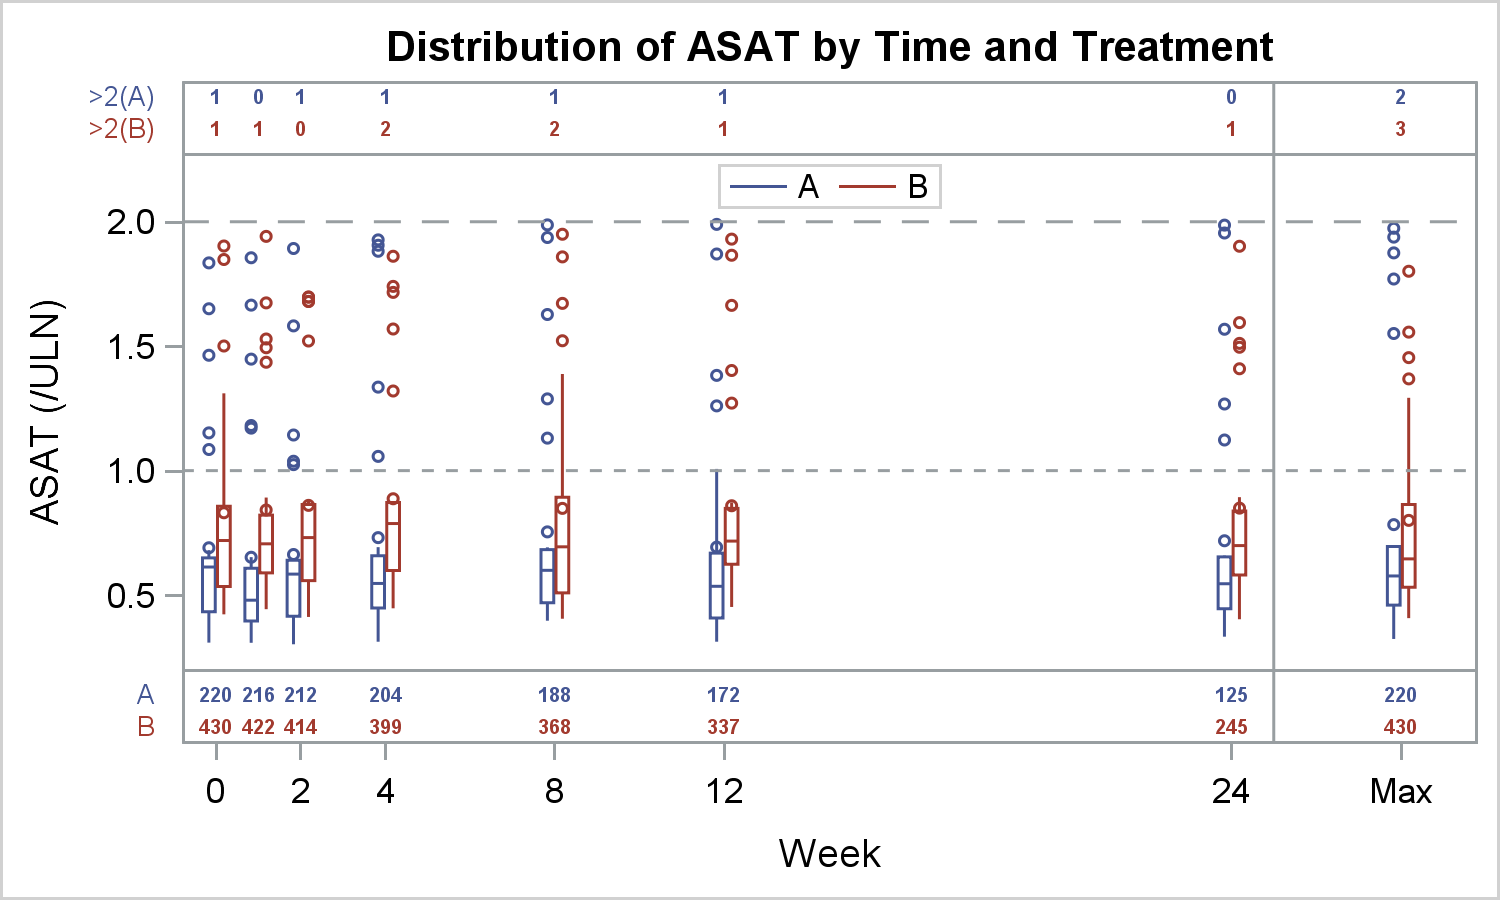 Distribution of ASAT by Time and Treatment
>2(A) 1 0 1 1 1 1 0 2
>2(B) 1 1 0 2 2 1 1 3
A B
2.0
1.5
1.0
0.5
ASAT (/ULN)
A 220 216 212 204 188 172 125 220
B 430 422 414 399 368 337 245 430
0 2 4 8 12 24 Max
Week